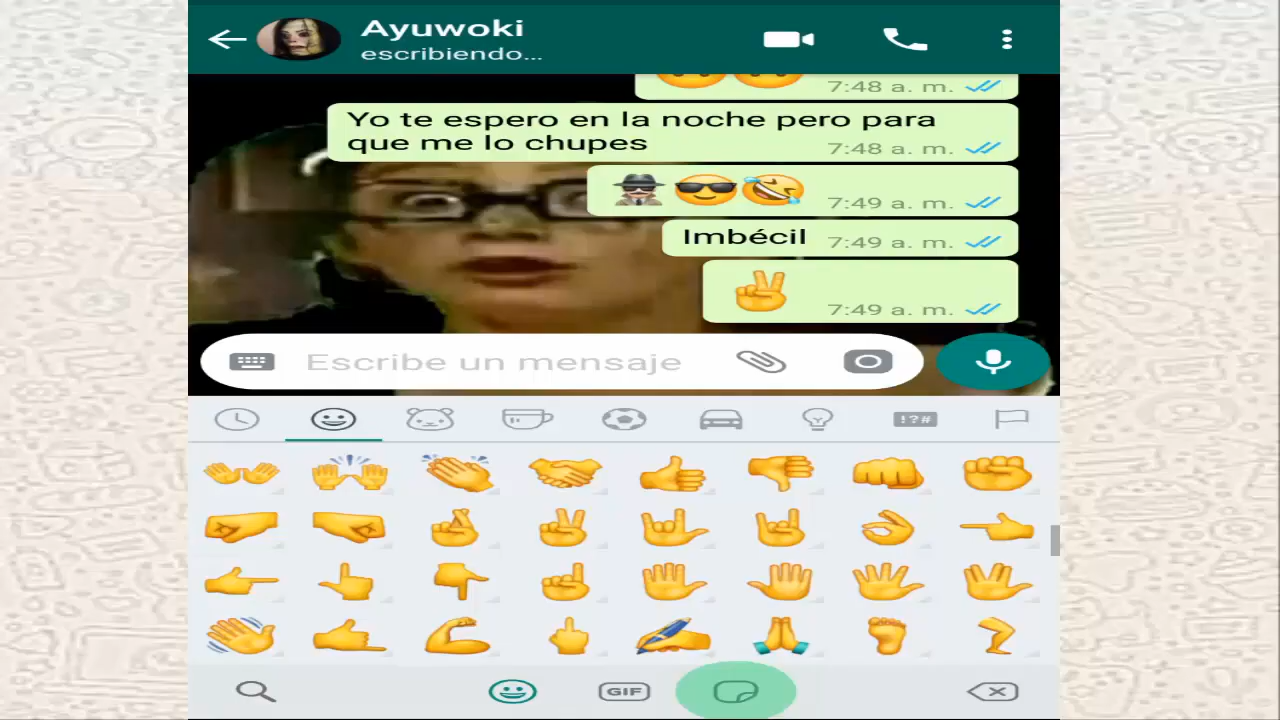 Ayuwoki
escribiendo...
7:48 a. m.
Yo te espero en la noche pero para
que me lo chupes
7:48 a. m.
7:49 a. m.
Imbécil
7:49 a. m.
7:49 a. m.
Escribe un mensaje
!?#
GIF